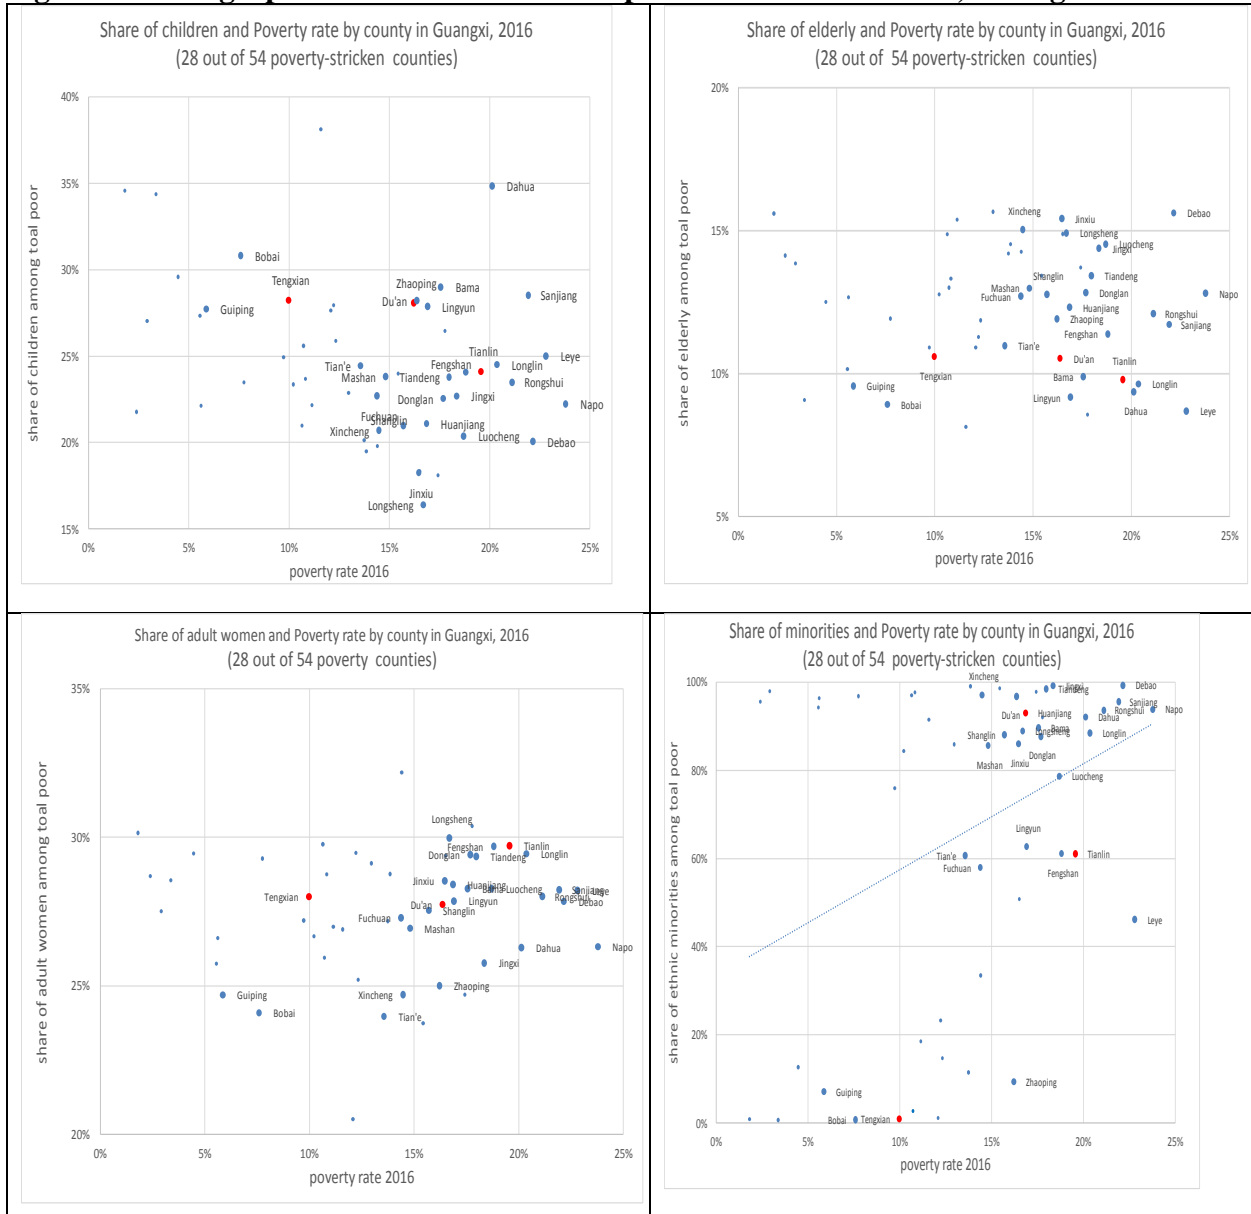 Share of children and Poverty rate by county in Guangxi, 2016
(28 out of 54 poverty-stricken counties)
share of children among toal poor
40%
35%
30%
25%
20%
15%
0%
5%
10%
15%
20%
25%
poverty rate 2016
Dahua
Bobai
Tengxian
Zhaoping
Bama
Sanjiang
Du'an
Lingyun
Guiping
Tianlin
Leye
Tian'e
Fengshan
Longlin
Mashan
Tiandeng
Rongshui
Donglan
Jingxi
Napo
Fuchuan
Shanglin
Xincheng
Huanjiang
Luocheng
Debao
Jinxiu
Longsheng
Share of elderly and Poverty rate by county in Guangxi, 2016
(28 out of 54 poverty-stricken counties)
share of elderly among toal poor
20%
15%
10%
5%
0%
5%
10%
15%
20%
25%
poverty rate 2016
Xincheng
Jinxiu
Debao
Longsheng
Luocheng
Jingxi
Shanglin
Tiandeng
Mashan
Fuchuan
Donglan
Napo
Huanjiang
Zhaoping
Rongshui
Sanjiang
Fengshan
Tian'e
Tengxian
Du'an
Tianlin
Guiping
Bama
Longlin
Bobai
Lingyun
Dahua
Leye
Share of adult women and Poverty rate by county in Guangxi, 2016
(28 out of 54 poverty counties)
share of adult women among toal poor
35%
30%
25%
20%
0%
5%
10%
15%
20%
25%
poverty rate 2016
Longsheng
Fengshan
Tianlin
Donglan
Tiandeng
Longlin
Jinxiu
Huanjiang
Bama
Luocheng
Sanjiang
Leye
Tengxian
Lingyun
Rongshui
Debao
Du'an
Shanglin
Fuchuan
Mashan
Dahua
Napo
Jingxi
Guiping
Xincheng
Zhaoping
Bobai
Tian'e
Share of minorities and Poverty rate by county in Guangxi, 2016
(28 out of 54 poverty-stricken counties)
share of ethnic minorities among toal poor
100%
80%
60%
40%
20%
0%
0%
5%
10%
15%
20%
25%
poverty rate 2016
Xincheng
Jingxi
Tiandeng
Debao
Sanjiang
Du'an
Huanjiang
Rongshui
Napo
Dahua
Bama
Shanglin
Longsheng
Longlin
Mashan
Jinxiu
Donglan
Luocheng
Lingyun
Tian'e
Fuchuan
Fengshan
Tianlin
Leye
Zhaoping
Guiping
Bobai
Tengxian